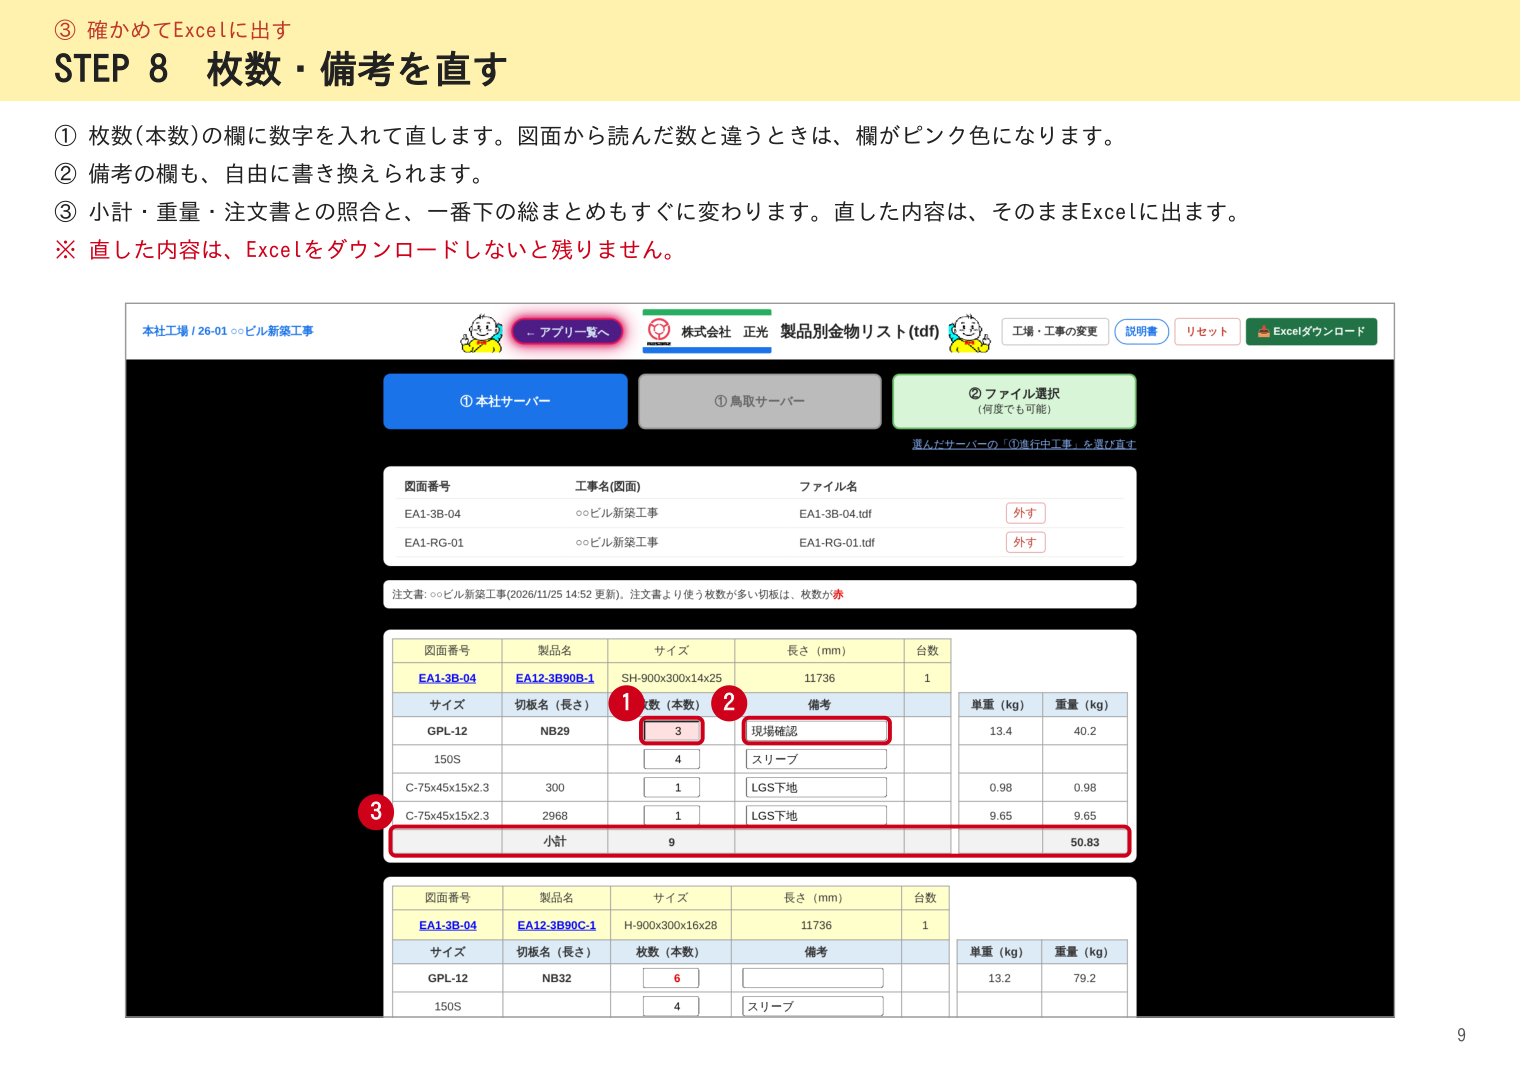 ③ 確かめてExcelに出す
STEP 8　枚数・備考を直す
① 枚数(本数)の欄に数字を入れて直します。図面から読んだ数と違うときは、欄がピンク色になります。
② 備考の欄も、自由に書き換えられます。
③ 小計・重量・注文書との照合と、一番下の総まとめもすぐに変わります。直した内容は、そのままExcelに出ます。
※ 直した内容は、Excelをダウンロードしないと残りません。
本社工場 / 26-01 ○○ビル新築工事
← アプリ一覧へ
株式会社　正光
製品別金物リスト(tdf)
工場・工事の変更
説明書
リセット
Excelダウンロード
① 本社サーバー
① 鳥取サーバー
② ファイル選択
（何度でも可能）
選んだサーバーの「①進行中工事」を選び直す
図面番号 工事名(図面) ファイル名
EA1-3B-04 ○○ビル新築工事 EA1-3B-04.tdf 外す
EA1-RG-01 ○○ビル新築工事 EA1-RG-01.tdf 外す
注文書: ○○ビル新築工事(2026/11/25 14:52 更新)。注文書より使う枚数が多い切板は、枚数が赤
図面番号 製品名 サイズ 長さ（mm） 台数
EA1-3B-04 EA12-3B90B-1 SH-900x300x14x25 11736 1
サイズ 切板名（長さ） 1 数（本数） 2 備考 単重（kg） 重量（kg）
GPL-12 NB29 3 現場確認 13.4 40.2
150S 4 スリーブ
C-75x45x15x2.3 300 1 LGS下地 0.98 0.98
3 C-75x45x15x2.3 2968 1 LGS下地 9.65 9.65
小計 9 50.83
図面番号 製品名 サイズ 長さ（mm） 台数
EA1-3B-04 EA12-3B90C-1 H-900x300x16x28 11736 1
サイズ 切板名（長さ） 枚数（本数） 備考 単重（kg） 重量（kg）
GPL-12 NB32 6 13.2 79.2
150S 4 スリーブ
9